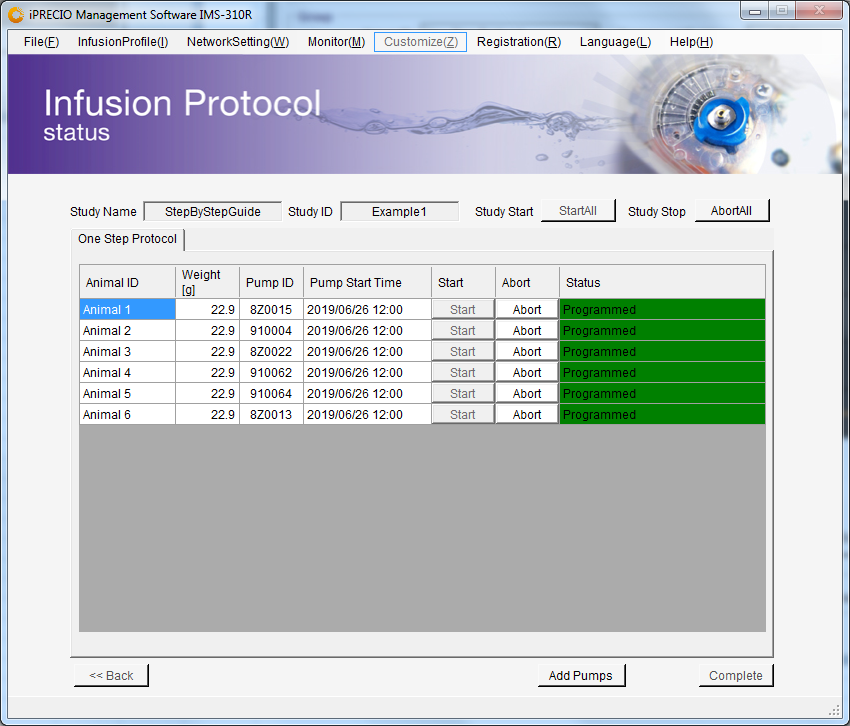 iPRECIO Management Software IMS-310R
File(F) InfusionProfile(I) NetworkSetting(W) Monitor(M) Customize(Z) Registration(R) Language(L) Help(H)
Infusion Protocol
status
Study Name StepByStepGuide Study ID Example1 Study Start StartAll Study Stop AbortAll
One Step Protocol
Animal ID Weight [g] Pump ID Pump Start Time Start Abort Status
Animal 1 22.9 8Z0015 2019/06/26 12:00 Start Abort Programmed
Animal 2 22.9 910004 2019/06/26 12:00 Start Abort Programmed
Animal 3 22.9 8Z0022 2019/06/26 12:00 Start Abort Programmed
Animal 4 22.9 910062 2019/06/26 12:00 Start Abort Programmed
Animal 5 22.9 910064 2019/06/26 12:00 Start Abort Programmed
Animal 6 22.9 8Z0013 2019/06/26 12:00 Start Abort Programmed
<< Back Add Pumps Complete